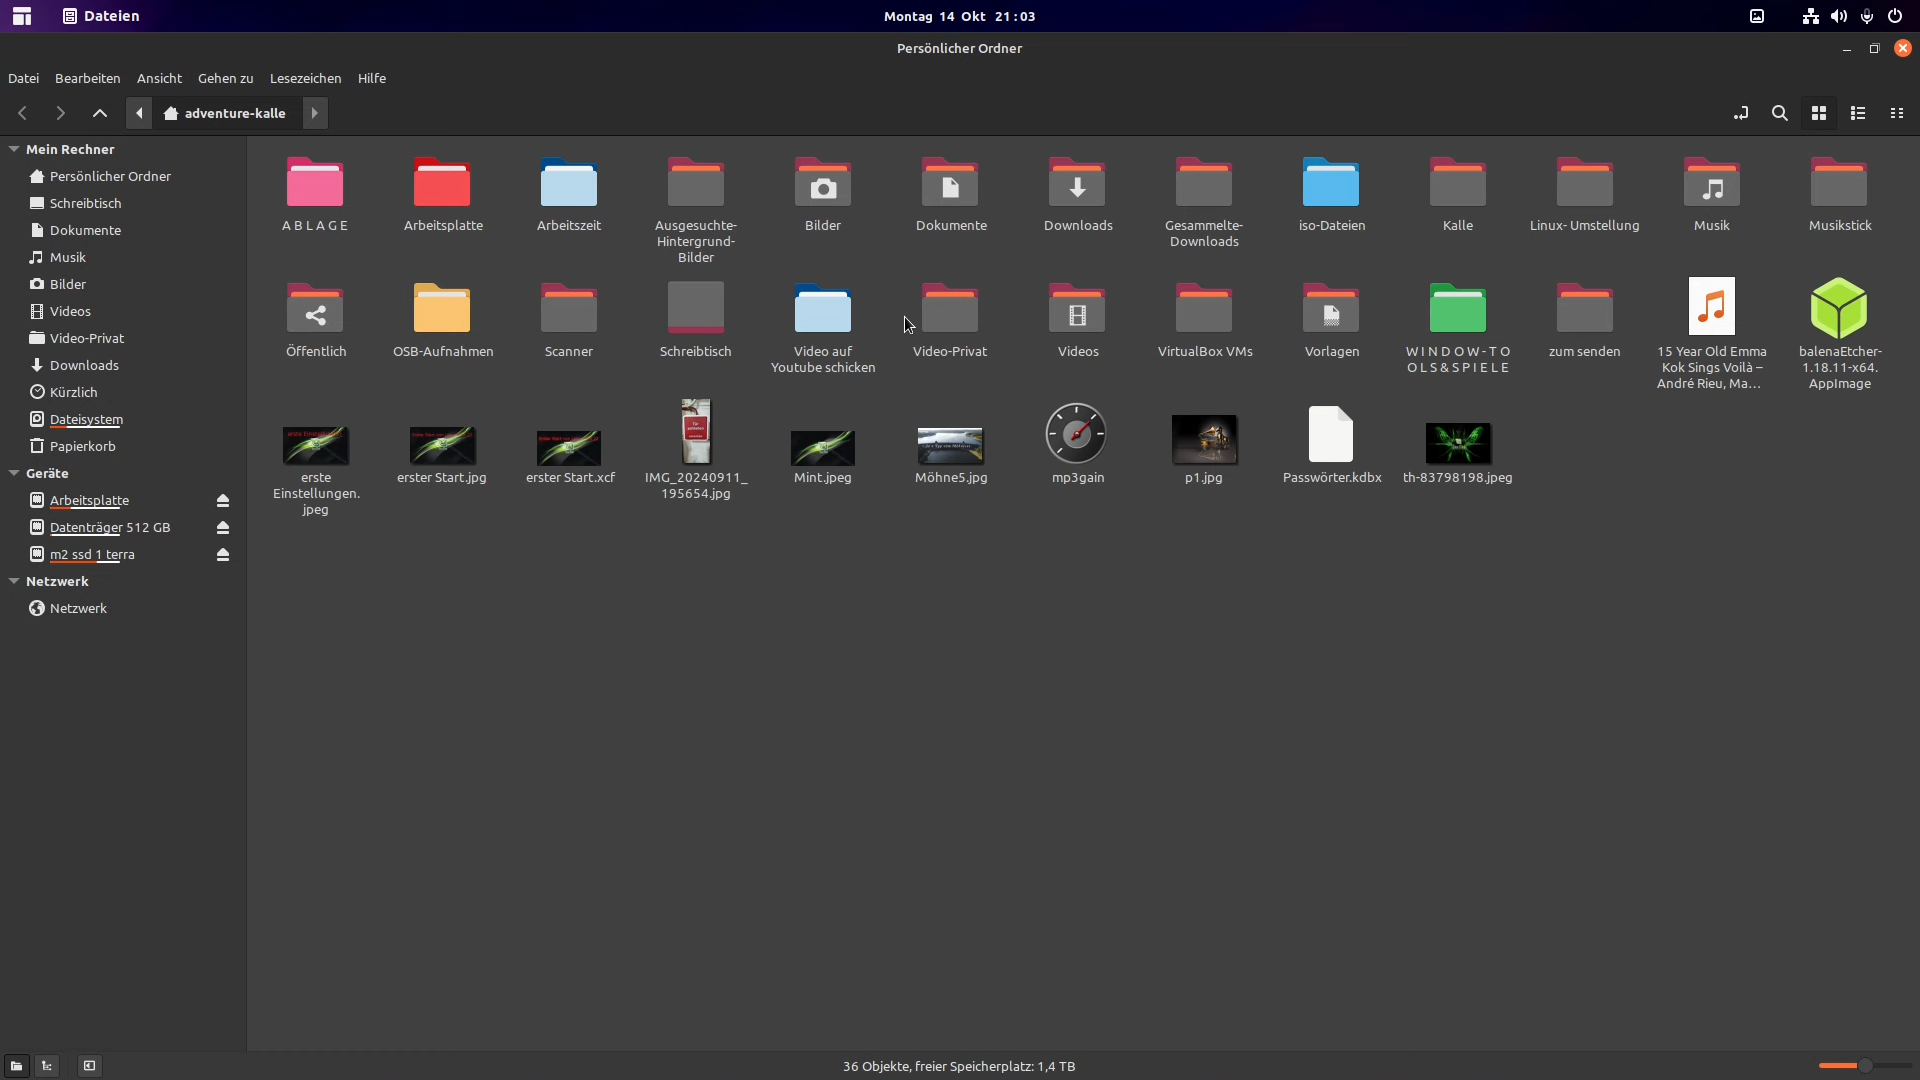 Dateien
Montag 14 Okt 21:03
Persönlicher Ordner
Datei Bearbeiten Ansicht Gehen zu Lesezeichen Hilfe
adventure-kalle
Mein Rechner
Persönlicher Ordner
Schreibtisch
Dokumente
Musik
Bilder
Videos
Video-Privat
Downloads
Kürzlich
Dateisystem
Papierkorb
Geräte
Arbeitsplatte
Datenträger 512 GB
m2 ssd 1 terra
Netzwerk
Netzwerk
A B L A G E
Arbeitsplatte
Arbeitszeit
Ausgesuchte-
Hintergrund-
Bilder
Bilder
Dokumente
Downloads
Gesammelte-
Downloads
iso-Dateien
Kalle
Linux- Umstellung
Musik
Musikstick
Öffentlich
OSB-Aufnahmen
Scanner
Schreibtisch
Video auf
Youtube schicken
Video-Privat
Videos
VirtualBox VMs
Vorlagen
W I N D O W - T O
O L S & S P I E L E
zum senden
15 Year Old Emma
Kok Sings Voilà –
André Rieu, Ma...
balenaEtcher-
1.18.11-x64.
AppImage
erste
Einstellungen.
jpeg
erster Start.jpg
erster Start.xcf
IMG_20240911_
195654.jpg
Mint.jpeg
Möhne5.jpg
mp3gain
p1.jpg
Passwörter.kdbx
th-83798198.jpeg
36 Objekte, freier Speicherplatz: 1,4 TB